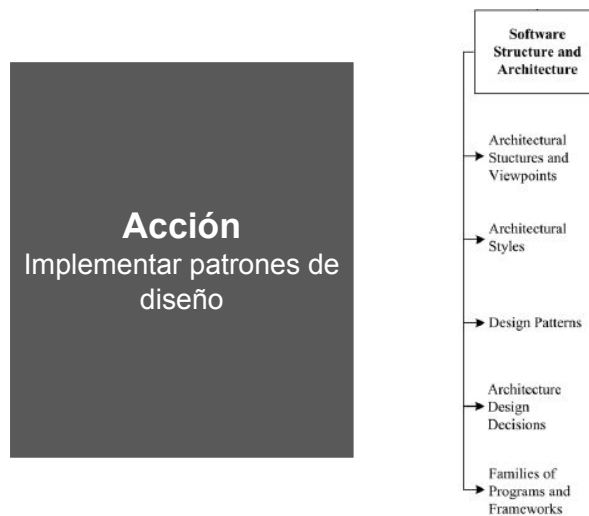 Acción
Implementar patrones de
diseño
Software
Structure and
Architecture
Architectural
Stuctures and
Viewpoints
Architectural
Styles
Design Patterns
Architecture
Design
Decisions
Families of
Programs and
Frameworks